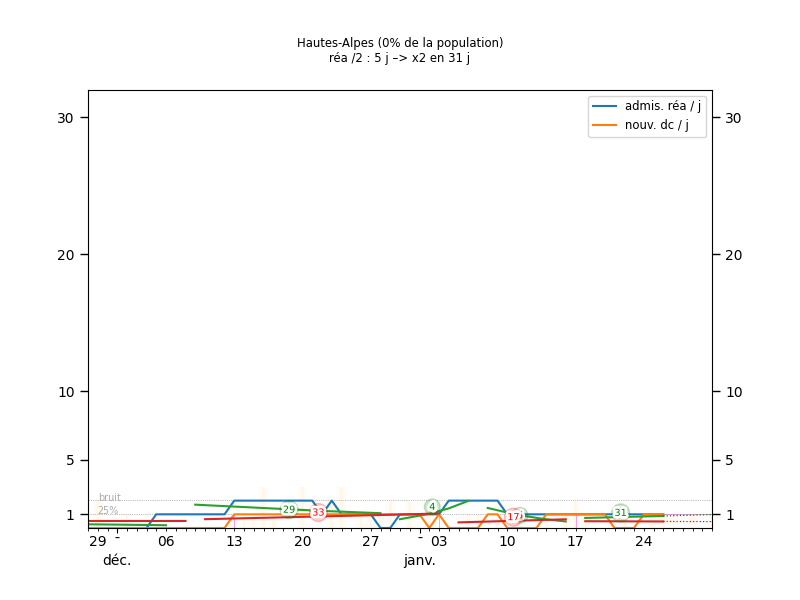 Hautes-Alpes (0% de la population)
réa /2 : 5 j –> x2 en 31 j
admis. réa / j
nouv. dc / j
30 30
20 20
10 10
5 5
1 1
bruit
25%
29 33 4 17 31
29 06 13 20 27 03 10 17 24
déc. janv.